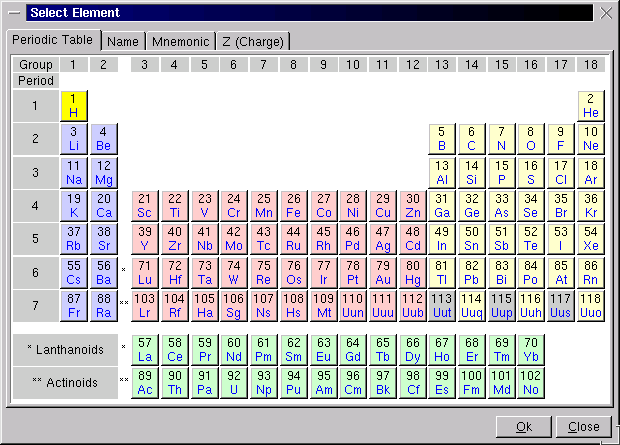 Select Element
Periodic Table Name Mnemonic Z (Charge)
Group 1 2 3 4 5 6 7 8 9 10 11 12 13 14 15 16 17 18
Period
1 1 2
H He
2 3 4 5 6 7 8 9 10
Li Be B C N O F Ne
3 11 12 13 14 15 16 17 18
Na Mg Al Si P S Cl Ar
4 19 20 21 22 23 24 25 26 27 28 29 30 31 32 33 34 35 36
K Ca Sc Ti V Cr Mn Fe Co Ni Cu Zn Ga Ge As Se Br Kr
5 37 38 39 40 41 42 43 44 45 46 47 48 49 50 51 52 53 54
Rb Sr Y Zr Nb Mo Tc Ru Rh Pd Ag Cd In Sn Sb Te I Xe
6 55 56 * 71 72 73 74 75 76 77 78 79 80 81 82 83 84 85 86
Cs Ba Lu Hf Ta W Re Os Ir Pt Au Hg Tl Pb Bi Po At Rn
7 87 88 ** 103 104 105 106 107 108 109 110 111 112 113 114 115 116 117 118
Fr Ra Lr Rf Ha Sg Ns Hs Mt Uun Uuu Uub Uut Uuq Uup Uuh Uus Uuo
* Lanthanoids * 57 58 59 60 61 62 63 64 65 66 67 68 69 70
La Ce Pr Nd Pm Sm Eu Gd Tb Dy Ho Er Tm Yb
** Actinoids ** 89 90 91 92 93 94 95 96 97 98 99 100 101 102
Ac Th Pa U Np Pu Am Cm Bk Cf Es Fm Md No
Ok Close